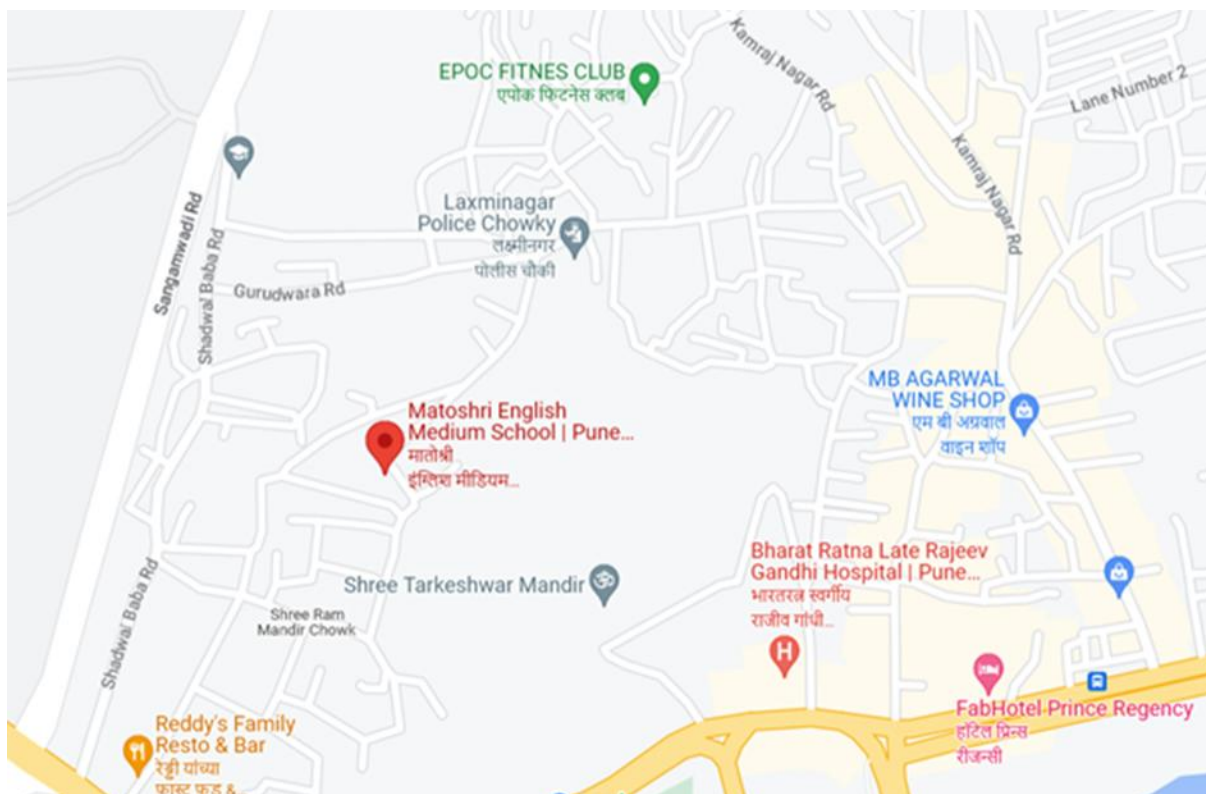 Kamraj Nagar Rd
EPOC FITNES CLUB
एपोक फिटनेस क्लब
Lane Number 2
Kamraj Nagar Rd
Laxminagar
Police Chowky
लक्ष्मीनगर
पोलीस चौकी
Sangamwadi Rd
Shadwal Baba Rd
Gurudwara Rd
MB AGARWAL
WINE SHOP
एम बी अग्रवाल
वाइन शॉप
Matoshri English
Medium School | Pune...
मातोश्री
इंग्लिश मीडियम...
Bharat Ratna Late Rajeev
Gandhi Hospital | Pune...
भारतरत्न स्वर्गीय
राजीव गांधी...
H
Shree Tarkeshwar Mandir
Shree Ram
Mandir Chowk
Shadwal Baba Rd
FabHotel Prince Regency
हॉटेल प्रिन्स
रीजन्सी
Reddy's Family
Resto & Bar
रेड्डी यांच्या
फास्ट फूड &